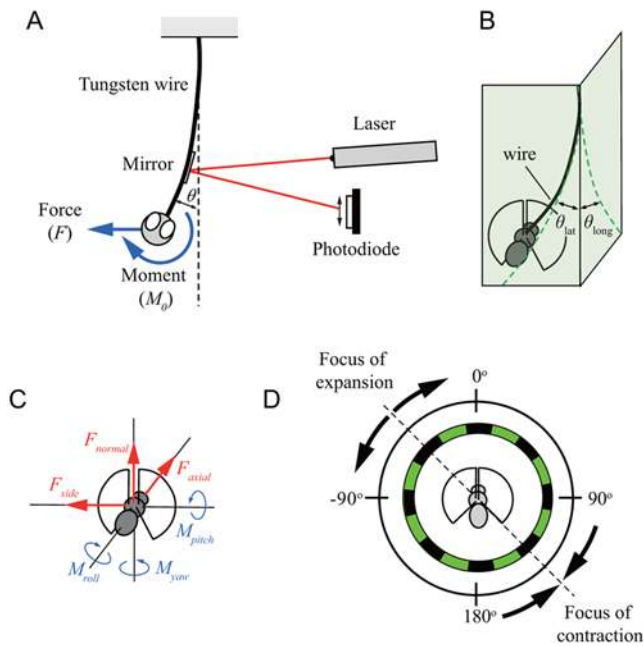 A
Tungsten wire
Laser
Mirror
θ
Force
(F)
Photodiode
Moment
(M₀)
B
wire
θlat
θlong
C
Fnormal
Faxial
Fside
Mpitch
Mroll
Myaw
D
Focus of
expansion
0°
-90°
90°
180°
Focus of
contraction